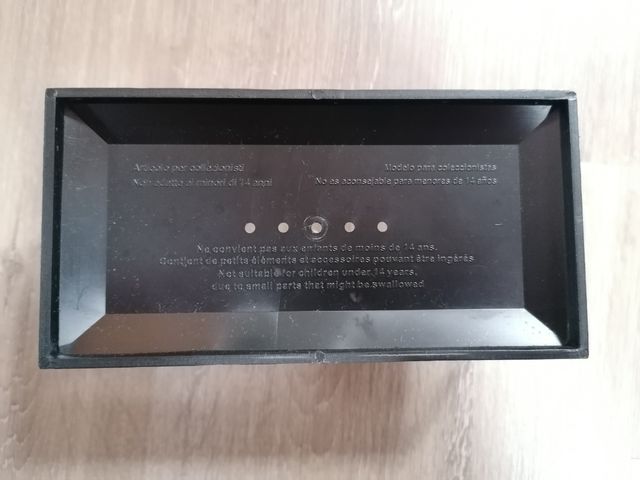 Articolo per collezionisti
Non adatto ai minori di 14 anni
Modelo para coleccionistas
No es aconsejable para menores de 14 años
Ne convient pas aux enfants de moins de 14 ans.
Contient de petits éléments et accessoires pouvant être ingérés
Not suitable for children under 14 years,
due to small parts that might be swallowed